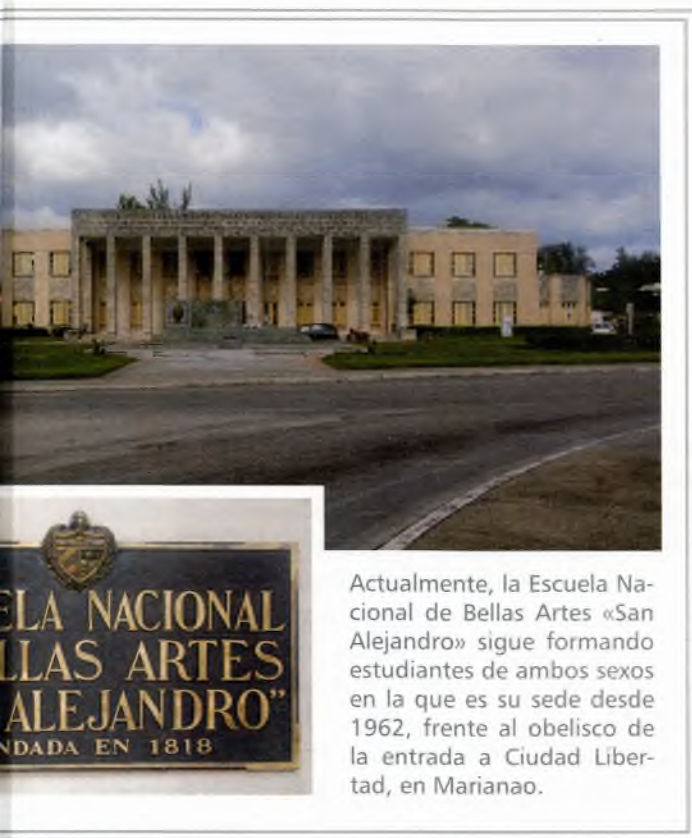 ELA NACIONAL
LLAS ARTES
ALEJANDRO”
NDADA EN 1818
Actualmente, la Escuela Na-
cional de Bellas Artes «San
Alejandro» sigue formando
estudiantes de ambos sexos
en la que es su sede desde
1962, frente al obelisco de
la entrada a Ciudad Liber-
tad, en Marianao.